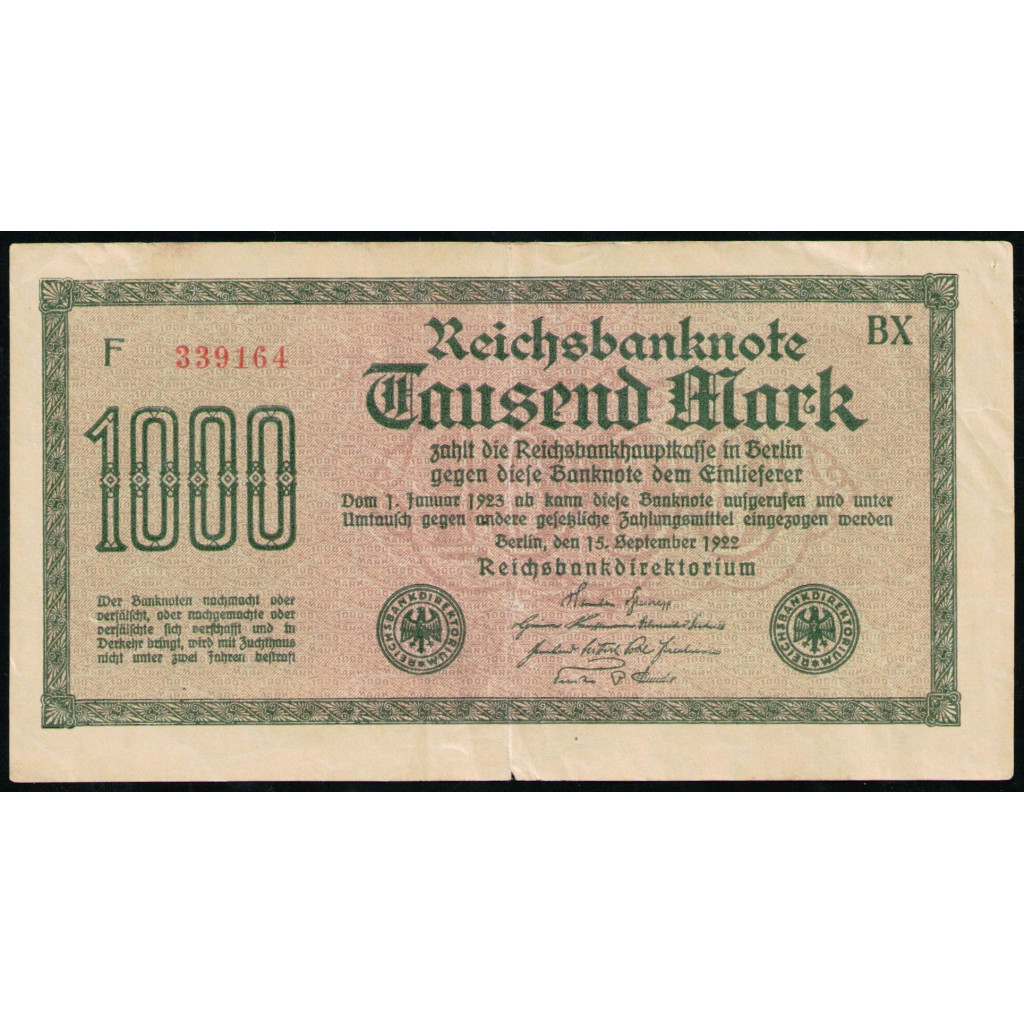 F 339164
BX
Reichsbanknote
Tausend Mark
1000
zahlt die Reichsbankhauptkasse in Berlin
gegen diese Banknote dem Einlieferer
Vom 1. Januar 1923 ab kann diese Banknote aufgerufen und unter
Umtausch gegen andere gesetzliche Zahlungsmittel eingezogen werden
Berlin, den 15. September 1922
Reichsbankdirektorium
Wer Banknoten nachmacht oder
verfälscht, oder nachgemachte oder
verfälschte sich verschafft und in
Verkehr bringt, wird mit Zuchthaus
nicht unter zwei Jahren bestraft
REICHSBANKDIREKTORIUM
REICHSBANKDIREKTORIUM